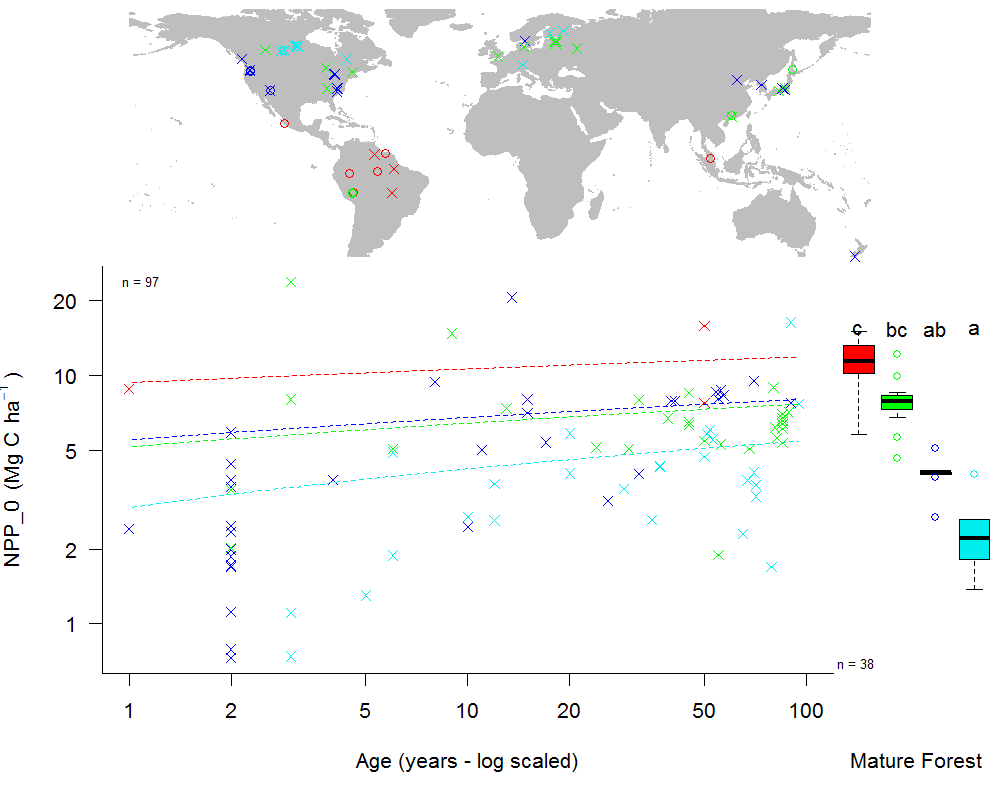 n = 97
20
10
5
2
1
NPP_0 (Mg C ha⁻¹ )
c
bc
ab
a
n = 38
1
2
5
10
20
50
100
Age (years - log scaled)
Mature Forest